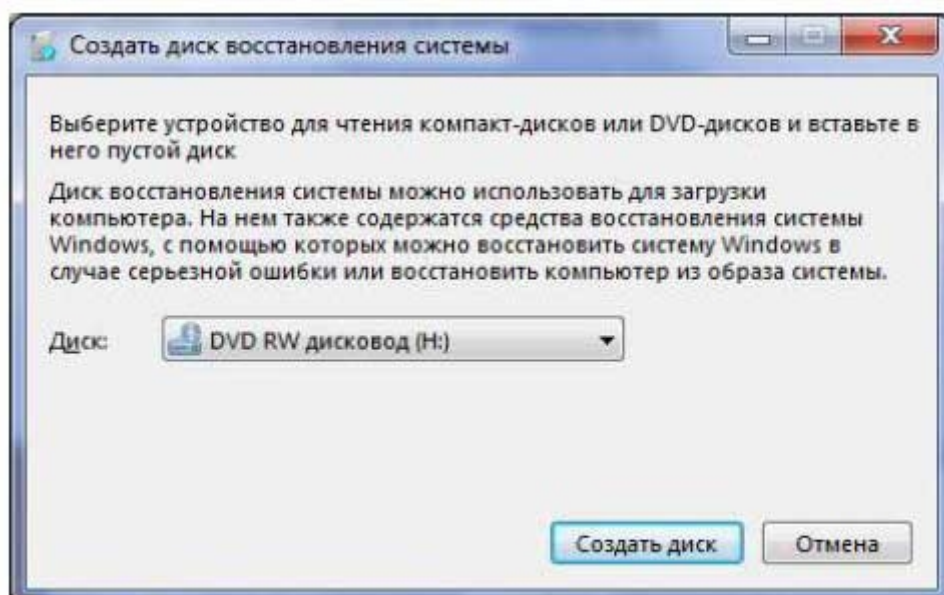 Создать диск восстановления системы
Выберите устройство для чтения компакт-дисков или DVD-дисков и вставьте в
него пустой диск
Диск восстановления системы можно использовать для загрузки
компьютера. На нем также содержатся средства восстановления системы
Windows, с помощью которых можно восстановить систему Windows в
случае серьезной ошибки или восстановить компьютер из образа системы.
Диск: DVD RW дисковод (H:)
Создать диск Отмена